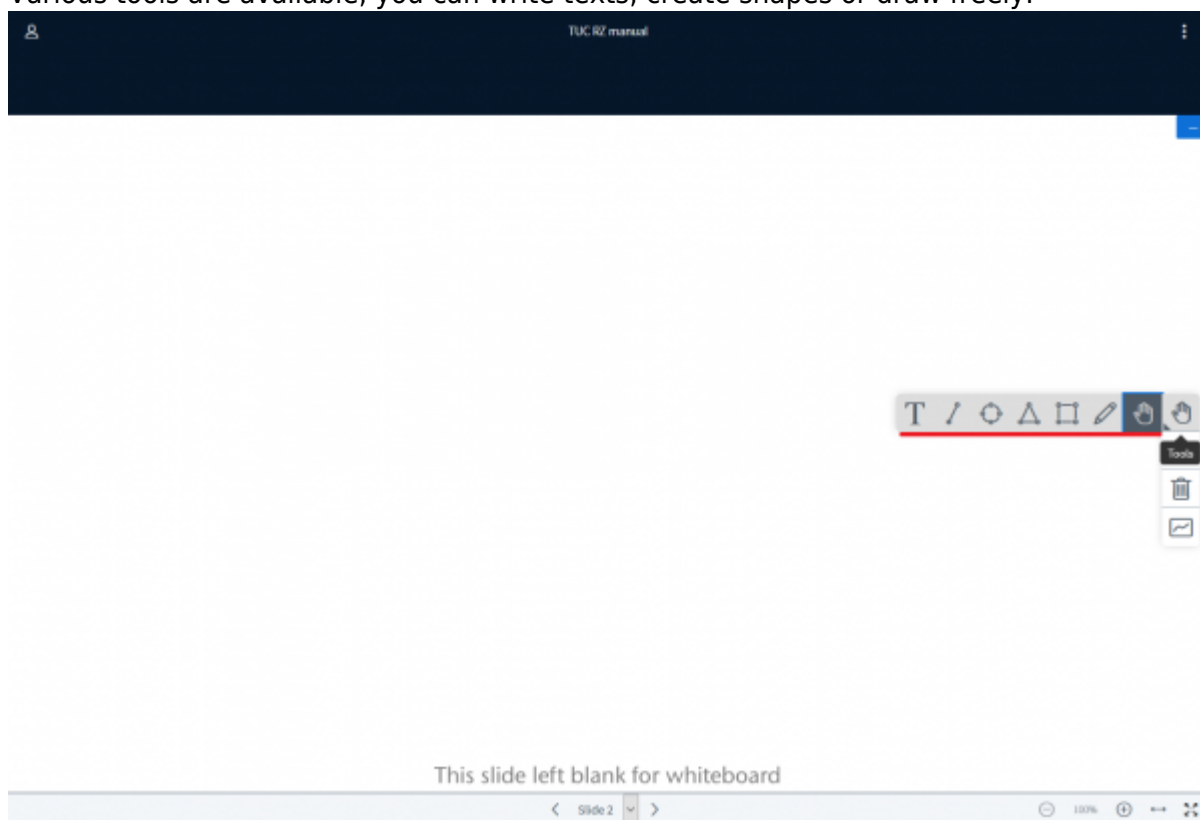 Various tools are available, you can write texts, create shapes or draw freely.
TUC RZ manual
T
Tools
This slide left blank for whiteboard
Slide 2
100%